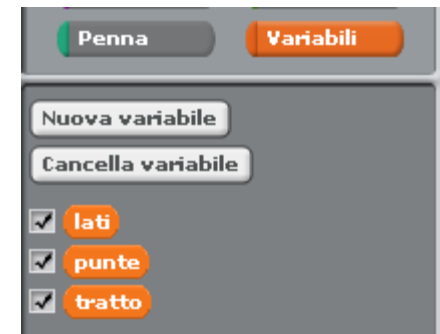 Penna Variabili
Nuova variabile
Cancella variabile
lati
punte
tratto